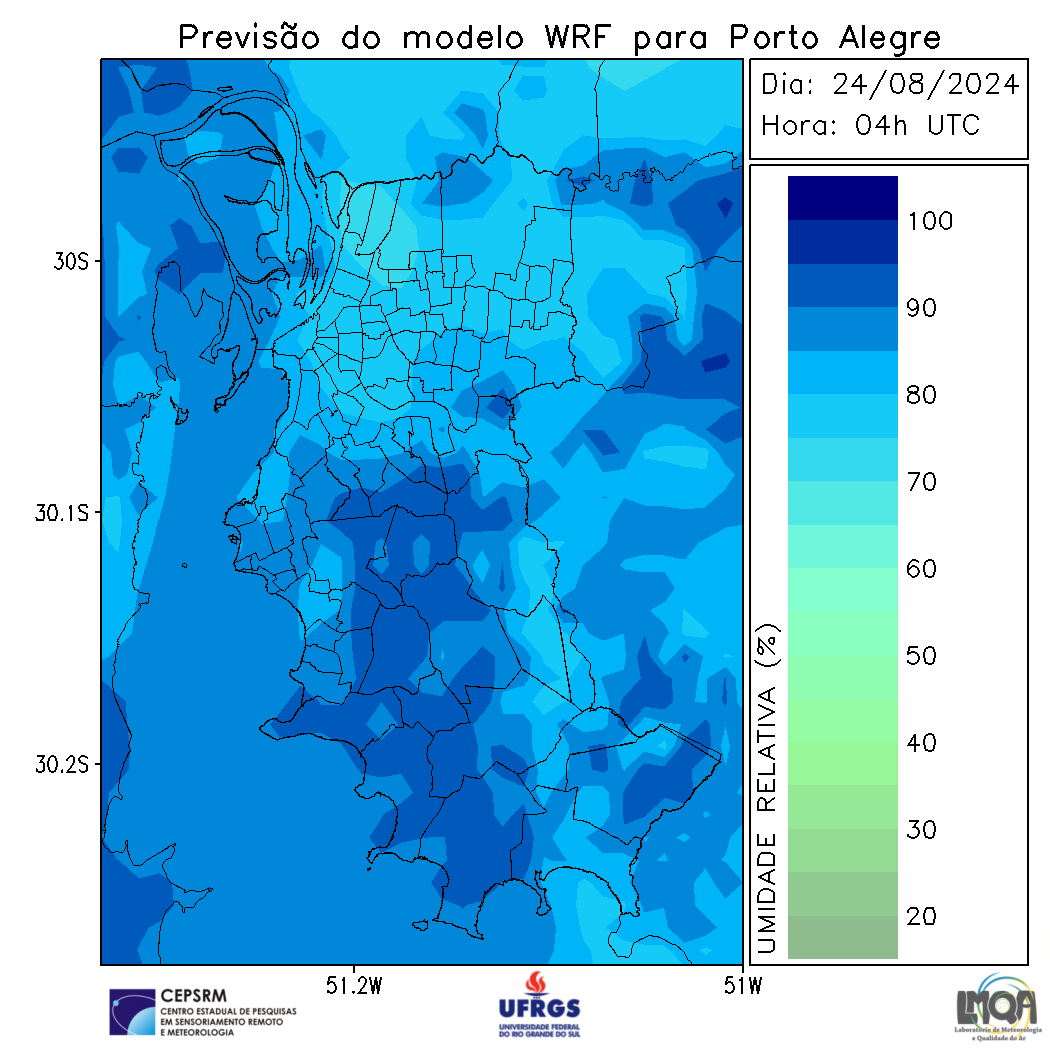 Previsão do modelo WRF para Porto Alegre
Dia: 24/08/2024
Hora: 04h UTC
30S
30.1S
30.2S
51.2W
51W
100
90
80
70
60
50
40
30
20
UMIDADE RELATIVA (%)
CEPSRM
CENTRO ESTADUAL DE PESQUISAS
EM SENSORIAMENTO REMOTO
E METEOROLOGIA
UFRGS
UNIVERSIDADE FEDERAL
DO RIO GRANDE DO SUL
LMQA
Laboratório de Meteorologia
e Qualidade do Ar